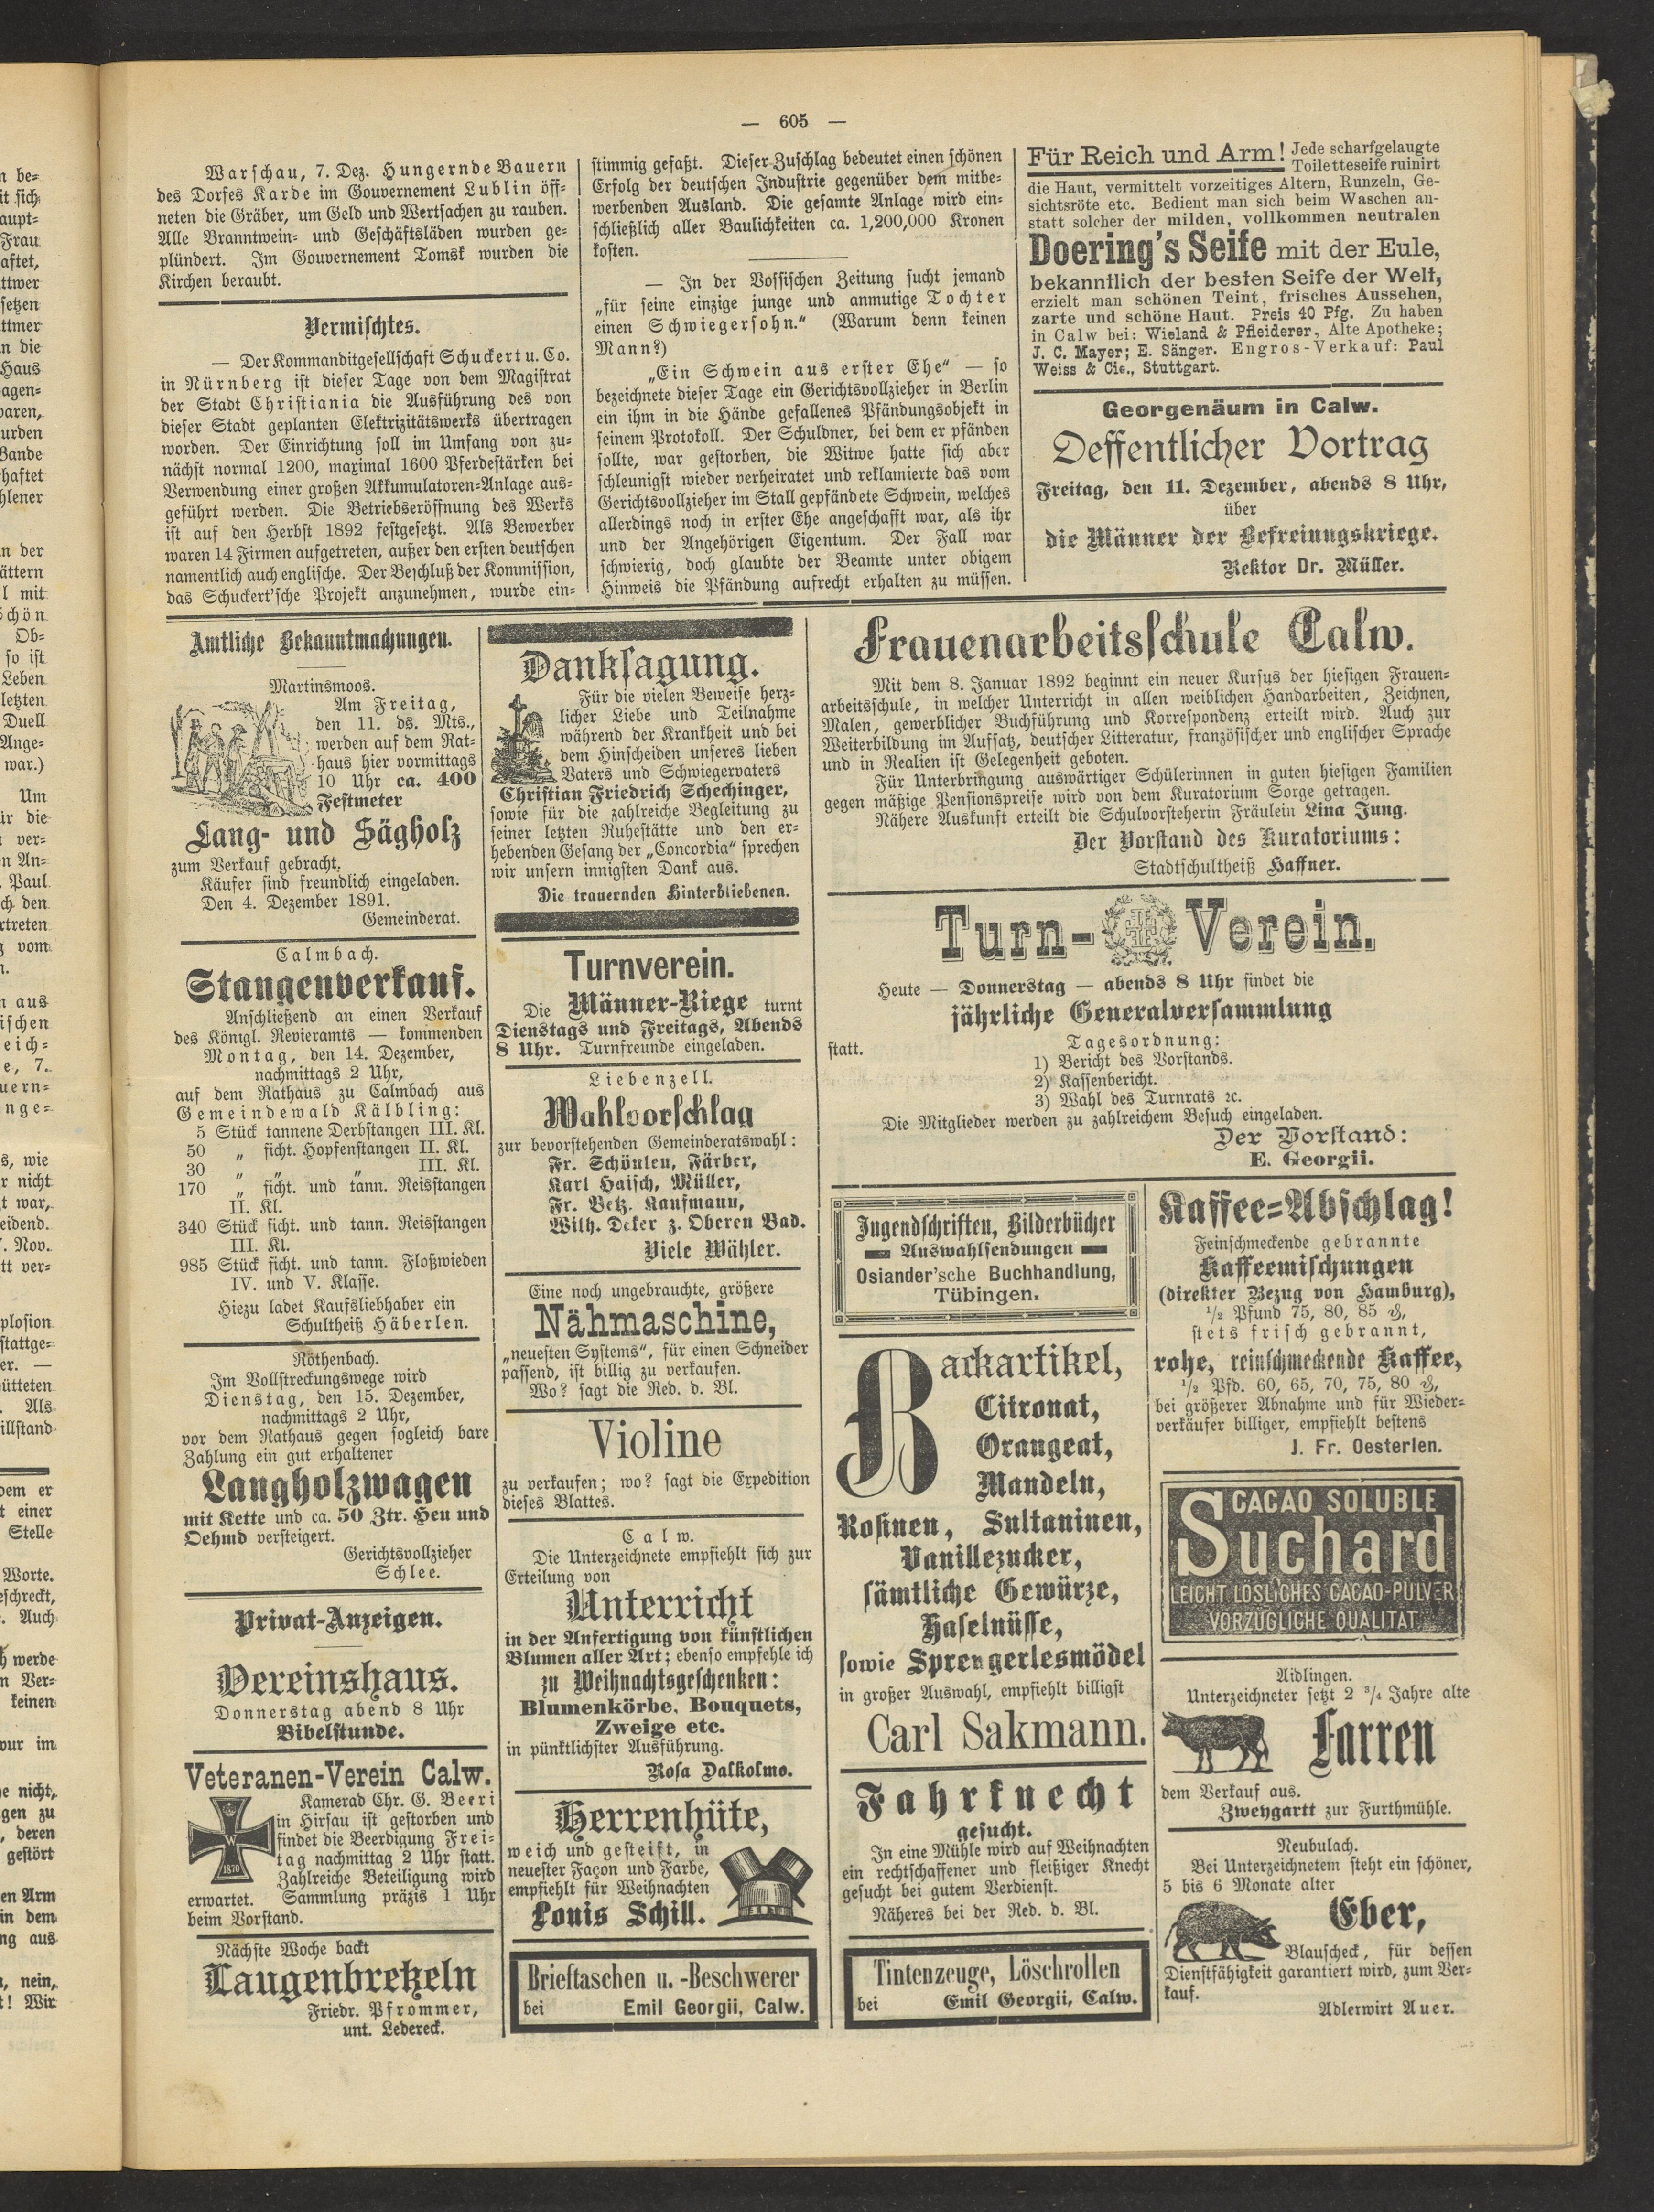 — 605 —
Warschau, 7. Dez. Hungernde Bauern
des Dorfes Karde im Gouvernement Lublin öff-
neten die Gräber, um Geld und Wertsachen zu rauben.
Alle Branntwein- und Geschäftsläden wurden ge-
plündert. Im Gouvernement Tomsk wurden die
Kirchen beraubt.
Vermischtes.
— Der Kommanditgesellschaft Schuckert u. Co.
in Nürnberg ist dieser Tage von dem Magistrat
der Stadt Christiania die Ausführung des von
dieser Stadt geplanten Elektrizitätswerks übertragen
worden. Der Einrichtung soll im Umfang von zu-
nächst normal 1200, maximal 1600 Pferdestärken bei
Verwendung einer großen Akkumulatoren-Anlage aus-
geführt werden. Die Betriebseröffnung des Werks
ist auf den Herbst 1892 festgesetzt. Als Bewerber
waren 14 Firmen aufgetreten, außer den ersten deutschen
namentlich auch englische. Der Beschluß der Kommission,
das Schuckert'sche Projekt anzunehmen, wurde ein-
stimmig gefaßt. Dieser Zuschlag bedeutet einen schönen
Erfolg der deutschen Industrie gegenüber dem mitbe-
werbenden Ausland. Die gesamte Anlage wird ein-
schließlich aller Baulichkeiten ca. 1,200,000 Kronen
kosten.
— In der Vossischen Zeitung sucht jemand
„für seine einzige junge und anmutige Tochter
einen Schwiegersohn.“ (Warum denn keinen
Mann?)
„Ein Schwein aus erster Ehe“ — so
bezeichnete dieser Tage ein Gerichtsvollzieher in Berlin
ein ihm in die Hände gefallenes Pfändungsobjekt in
seinem Protokoll. Der Schuldner, bei dem er pfänden
sollte, war gestorben, die Witwe hatte sich aber
schleunigst wieder verheiratet und reklamierte das vom
Gerichtsvollzieher im Stall gepfändete Schwein, welches
allerdings noch in erster Ehe angeschafft war, als ihr
und der Angehörigen Eigentum. Der Fall war
schwierig, doch glaubte der Beamte unter obigem
Hinweis die Pfändung aufrecht erhalten zu müssen.
Für Reich und Arm! Jede scharfgelaugte
Toiletteseife ruinirt
die Haut, vermittelt vorzeitiges Altern, Runzeln, Ge-
sichtsröte etc. Bedient man sich beim Waschen an-
statt solcher der milden, vollkommen neutralen
Doering's Seife mit der Eule,
bekanntlich der besten Seife der Welt,
erzielt man schönen Teint, frisches Aussehen,
zarte und schöne Haut. Preis 40 Pfg. Zu haben
in Calw bei: Wieland & Pfleiderer, Alte Apotheke;
J. C. Mayer; E. Sänger. Engros-Verkauf: Paul
Weiss & Cie., Stuttgart.
Georgenäum in Calw.
Oeffentlicher Vortrag
Freitag, den 11. Dezember, abends 8 Uhr,
über
die Männer der Befreiungskriege.
Rektor Dr. Müller.
Amtliche Bekanntmachungen.
Martinsmoos.
Am Freitag,
den 11. ds. Mts.,
werden auf dem Rat-
haus hier vormittags
10 Uhr ca. 400
Festmeter
Lang- und Sägholz
zum Verkauf gebracht,
Käufer sind freundlich eingeladen.
Den 4. Dezember 1891.
Gemeinderat.
Calmbach.
Stangenverkauf.
Anschließend an einen Verkauf
des Königl. Revieramts — kommenden
Montag, den 14. Dezember,
nachmittags 2 Uhr,
auf dem Rathaus zu Calmbach aus
Gemeindewald Kälbling:
5 Stück tannene Derbstangen III. Kl.
50 „ ficht. Hopfenstangen II. Kl.
30 „ „ „ III. Kl.
170 „ ficht. und tann. Reisstangen
II. Kl.
340 Stück ficht. und tann. Reisstangen
III. Kl.
985 Stück ficht. und tann. Floßwieden
IV. und V. Klasse.
Hiezu ladet Kaufsliebhaber ein
Schultheiß Häberlen.
Röthenbach.
Im Vollstreckungswege wird
Dienstag, den 15. Dezember,
nachmittags 2 Uhr,
vor dem Rathaus gegen sogleich bare
Zahlung ein gut erhaltener
Langholzwagen
mit Kette und ca. 50 Ztr. Heu und
Oehmd versteigert.
Gerichtsvollzieher
Schlee.
Privat-Anzeigen.
Vereinshaus.
Donnerstag abend 8 Uhr
Bibelstunde.
Veteranen-Verein Calw.
W
1870
Kamerad Chr. G. Beeri
in Hirsau ist gestorben und
findet die Beerdigung Frei-
tag nachmittag 2 Uhr statt.
Zahlreiche Beteiligung wird
erwartet. Sammlung präzis 1 Uhr
beim Vorstand.
Nächste Woche backt
Laugenbretzeln
Friedr. Pfrommer,
unt. Ledereck.
Danksagung.
Für die vielen Beweise herz-
licher Liebe und Teilnahme
während der Krankheit und bei
dem Hinscheiden unseres lieben
Vaters und Schwiegervaters
Christian Friedrich Schechinger,
sowie für die zahlreiche Begleitung zu
seiner letzten Ruhestätte und den er-
hebenden Gesang der „Concordia“ sprechen
wir unsern innigsten Dank aus.
Die trauernden Hinterbliebenen.
Turnverein.
Die Männer-Riege turnt
Dienstags und Freitags, Abends
8 Uhr. Turnfreunde eingeladen.
Liebenzell.
Wahlvorschlag
zur bevorstehenden Gemeinderatswahl:
Fr. Schönlen, Färber,
Karl Haisch, Müller,
Fr. Betz, Kaufmann,
Wilh. Deker z. Oberen Bad.
Viele Wähler.
Eine noch ungebrauchte, größere
Nähmaschine,
„neuesten Systems“, für einen Schneider
passend, ist billig zu verkaufen.
Wo? sagt die Red. d. Bl.
Violine
zu verkaufen; wo? sagt die Expedition
dieses Blattes.
Calw.
Die Unterzeichnete empfiehlt sich zur
Erteilung von
Unterricht
in der Anfertigung von künstlichen
Blumen aller Art; ebenso empfehle ich
zu Weihnachtsgeschenken:
Blumenkörbe, Bouquets,
Zweige etc.
in pünktlichster Ausführung.
Rosa Dalkolmo.
Herrenhüte,
weich und gesteift, in
neuester Façon und Farbe,
empfiehlt für Weihnachten
Louis Schill.
Brieftaschen u. -Beschwerer
bei Emil Georgii, Calw.
Frauenarbeitsschule Calw.
Mit dem 8. Januar 1892 beginnt ein neuer Kursus der hiesigen Frauen-
arbeitsschule, in welcher Unterricht in allen weiblichen Handarbeiten, Zeichnen,
Malen, gewerblicher Buchführung und Korrespondenz erteilt wird. Auch zur
Weiterbildung im Aufsatz, deutscher Litteratur, französischer und englischer Sprache
und in Realien ist Gelegenheit geboten.
Für Unterbringung auswärtiger Schülerinnen in guten hiesigen Familien
gegen mäßige Pensionspreise wird von dem Kuratorium Sorge getragen.
Nähere Auskunft erteilt die Schulvorsteherin Fräulein Lina Jung.
Der Vorstand des Kuratoriums:
Stadtschultheiß Haffner.
Turn-Verein.
Heute — Donnerstag — abends 8 Uhr findet die
jährliche Generalversammlung
statt.
Tagesordnung:
1) Bericht des Vorstands.
2) Kassenbericht.
3) Wahl des Turnrats ꝛc.
Die Mitglieder werden zu zahlreichem Besuch eingeladen.
Der Vorstand:
E. Georgii.
Jugendschriften, Bilderbücher
Auswahlsendungen
Osiander'sche Buchhandlung,
Tübingen.
Backartikel,
Citronat,
Orangeat,
Mandeln,
Rosinen, Sultaninen,
Vanillezucker,
sämtliche Gewürze,
Haselnüsse,
sowie Sprengerlesmödel
in großer Auswahl, empfiehlt billigst
Carl Sakmann.
Fahrknecht
gesucht.
In eine Mühle wird auf Weihnachten
ein rechtschaffener und fleißiger Knecht
gesucht bei gutem Verdienst.
Näheres bei der Red. d. Bl.
Tintenzeuge, Löschrollen
bei Emil Georgii, Calw.
Kaffee-Abschlag!
Feinschmeckende gebrannte
Kaffeemischungen
(direkter Bezug von Hamburg),
1/2 Pfund 75, 80, 85 ₰,
stets frisch gebrannt,
rohe, reinschmeckende Kaffee,
1/2 Pfd. 60, 65, 70, 75, 80 ₰,
bei größerer Abnahme und für Wieder-
verkäufer billiger, empfiehlt bestens
J. Fr. Oesterlen.
CACAO SOLUBLE
Suchard
LEICHT LÖSLICHES CACAO-PULVER
VORZÜGLICHE QUALITÄT
Aidlingen.
Unterzeichneter setzt 2 3/4 Jahre alte
Farren
dem Verkauf aus.
Zweygartt zur Furthmühle.
Neubulach.
Bei Unterzeichnetem steht ein schöner,
5 bis 6 Monate alter
Eber,
Blauscheck, für dessen
Dienstfähigkeit garantiert wird, zum Ver-
kauf.
Adlerwirt Auer.